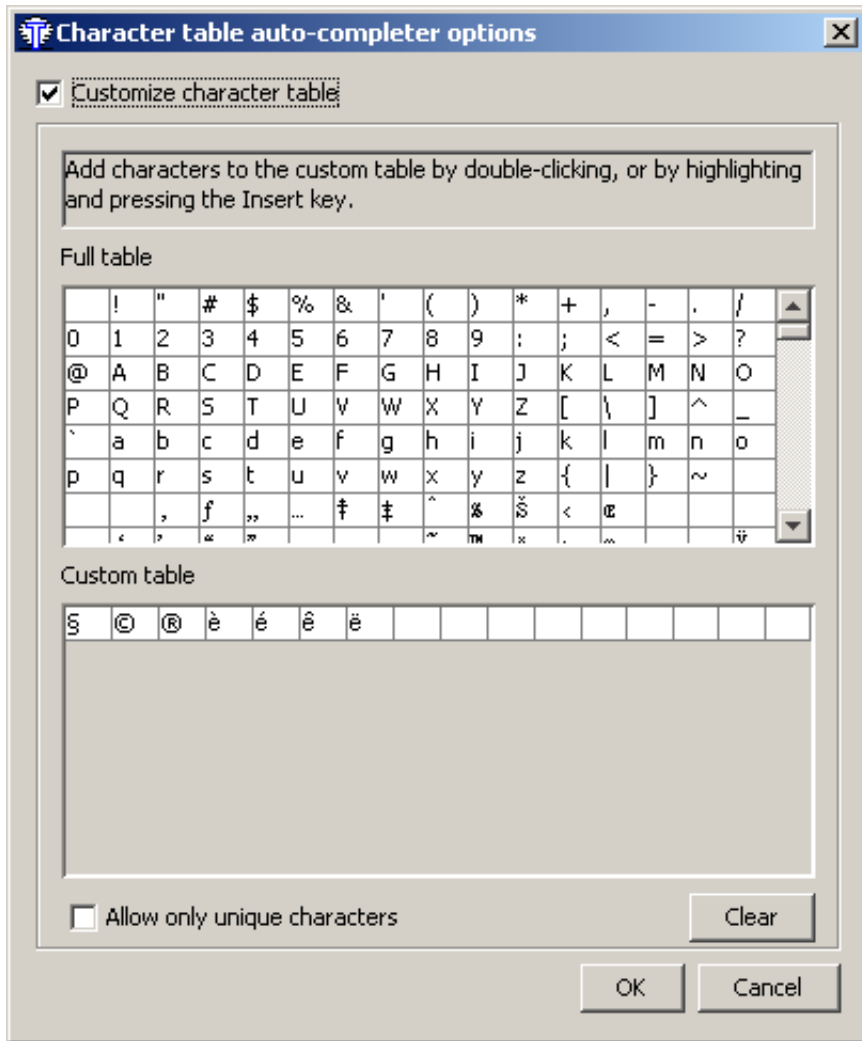 Character table auto-completer options
Customize character table
Add characters to the custom table by double-clicking, or by highlighting
and pressing the Insert key.
Full table
! " # $ % & ' ( ) * + , - . /
0 1 2 3 4 5 6 7 8 9 : ; < = > ?
@ A B C D E F G H I J K L M N O
P Q R S T U V W X Y Z [ \ ] ^ _
` a b c d e f g h i j k l m n o
p q r s t u v w x y z { | } ~
‚ ƒ „ … † ‡ ˆ ‰ Š ‹ Œ
Custom table
§ © ® è é ê ë
Allow only unique characters
Clear
OK
Cancel